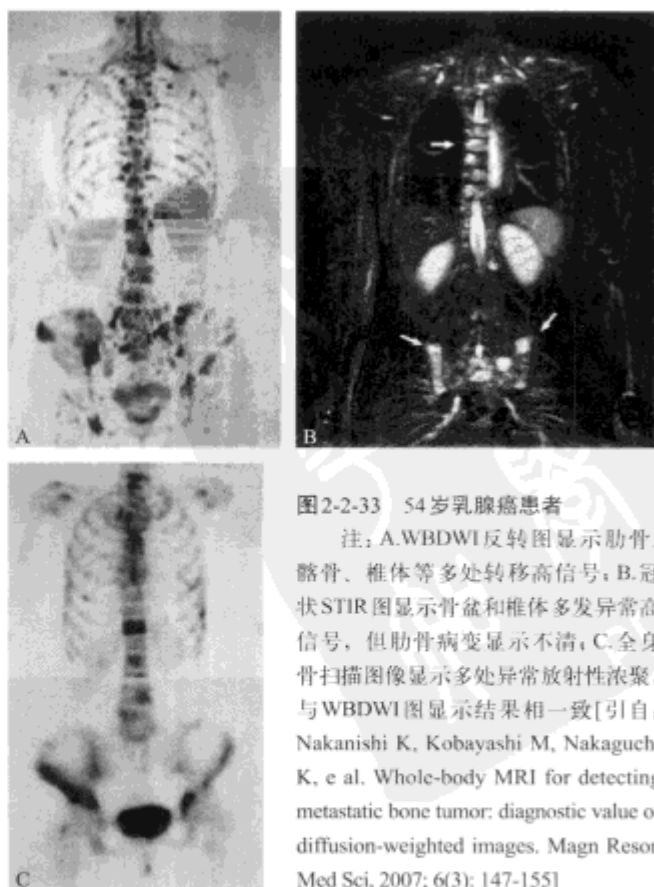 A
B
C
图2-2-33 54岁乳腺癌患者
注：A.WBDWI反转图显示肋骨、
髂骨、椎体等多处转移高信号；B.冠
状STIR图显示骨盆和椎体多发异常高
信号，但肋骨病变显示不清；C.全身
骨扫描图像显示多处异常放射性浓聚，
与WBDWI图显示结果相一致[引自：
Nakanishi K, Kobayashi M, Nakaguch
K, e al. Whole-body MRI for detecting
metastatic bone tumor: diagnostic value o
diffusion-weighted images. Magn Reson
Med Sci, 2007; 6(3): 147-155]